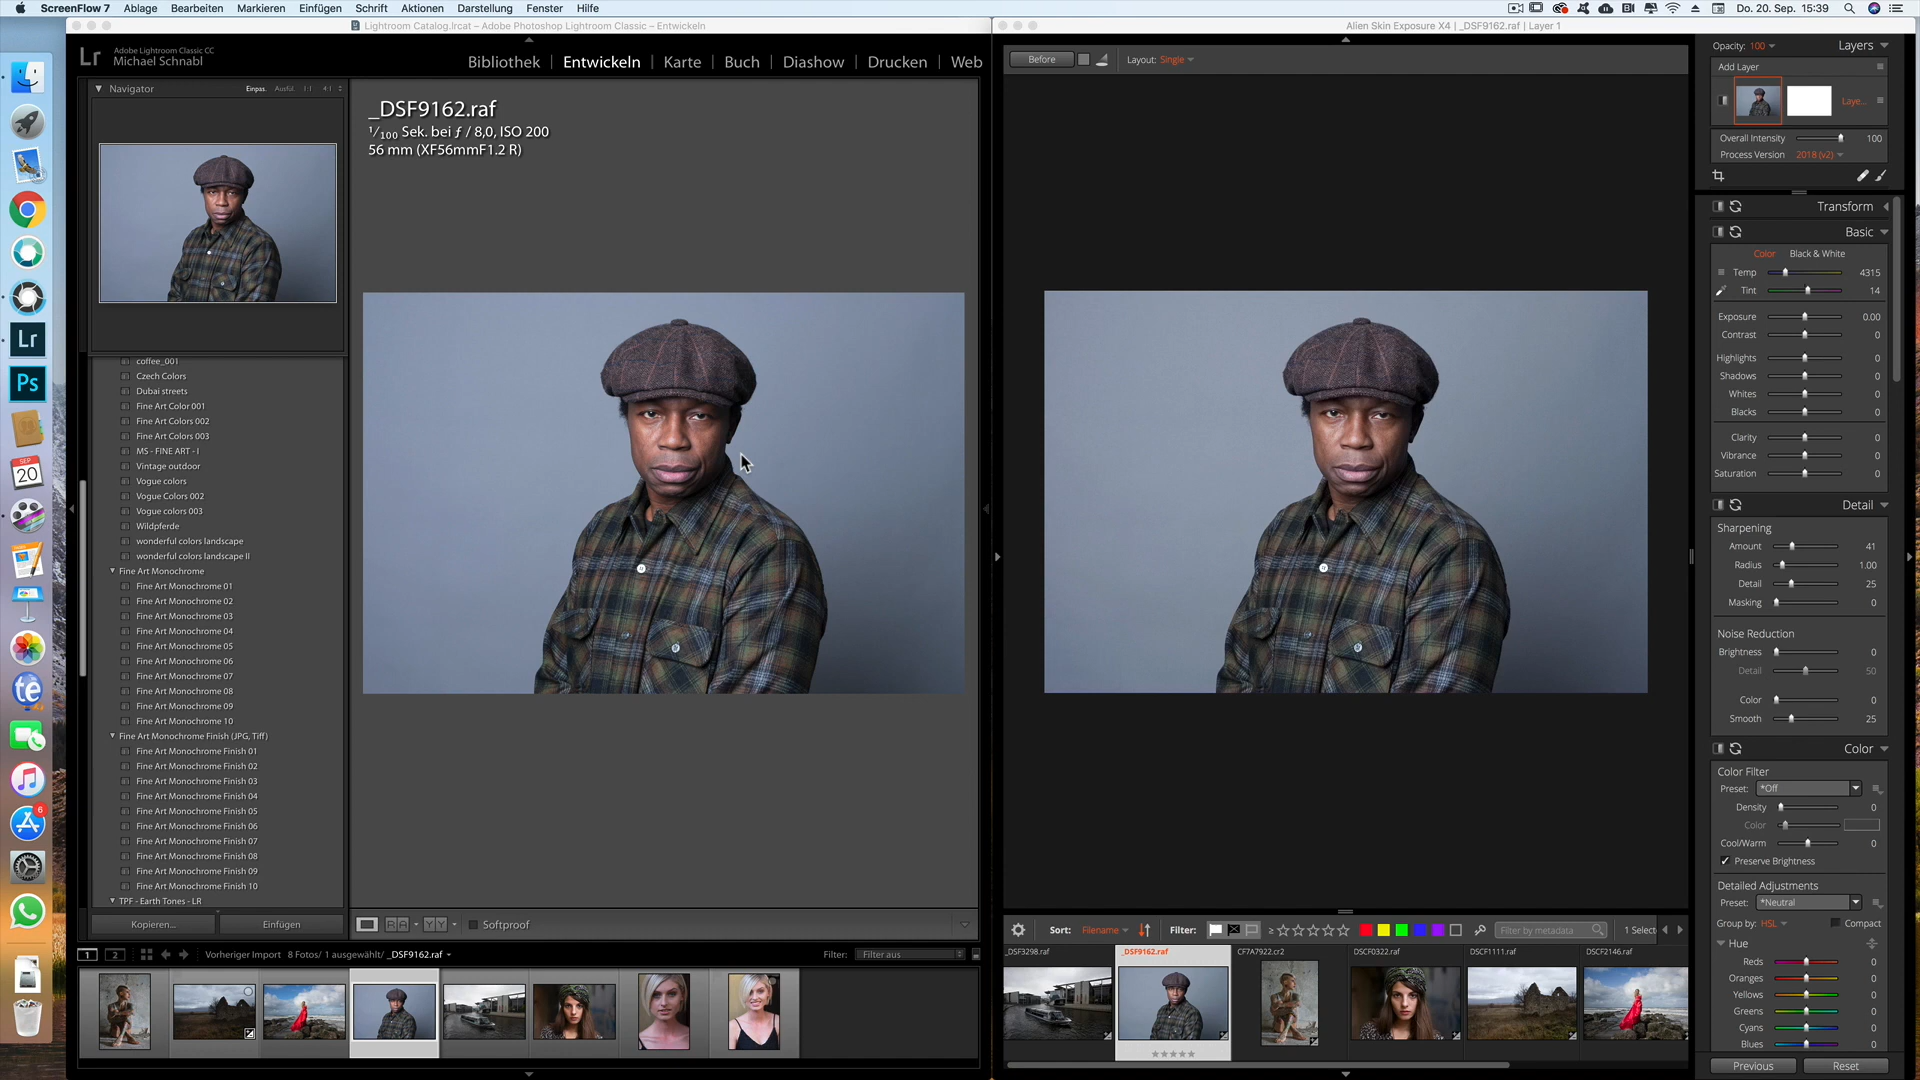 ScreenFlow 7 Ablage Bearbeiten Markieren Einfügen Schrift Aktionen Darstellung Fenster Hilfe
Do. 20. Sep. 15:39
Lightroom Catalog.lrcat – Adobe Photoshop Lightroom Classic – Entwickeln
Lr
Adobe Lightroom Classic CC
Michael Schnabl
Bibliothek | Entwickeln | Karte | Buch | Diashow | Drucken | Web
Navigator Einpas. Ausfül. 1:1 4:1
_DSF9162.raf
1/100 Sek. bei ƒ / 8,0, ISO 200
56 mm (XF56mmF1.2 R)
coffee_001
Czech Colors
Dubai streets
Fine Art Color 001
Fine Art Colors 002
Fine Art Colors 003
MS - FINE ART - I
Vintage outdoor
Vogue colors
Vogue Colors 002
Vogue colors 003
Wildpferde
wonderful colors landscape
wonderful colors landscape II
Fine Art Monochrome
Fine Art Monochrome 01
Fine Art Monochrome 02
Fine Art Monochrome 03
Fine Art Monochrome 04
Fine Art Monochrome 05
Fine Art Monochrome 06
Fine Art Monochrome 07
Fine Art Monochrome 08
Fine Art Monochrome 09
Fine Art Monochrome 10
Fine Art Monochrome Finish (JPG, Tiff)
Fine Art Monochrome Finish 01
Fine Art Monochrome Finish 02
Fine Art Monochrome Finish 03
Fine Art Monochrome Finish 04
Fine Art Monochrome Finish 05
Fine Art Monochrome Finish 06
Fine Art Monochrome Finish 07
Fine Art Monochrome Finish 08
Fine Art Monochrome Finish 09
Fine Art Monochrome Finish 10
TPF - Earth Tones - LR
Kopieren... Einfügen
R A Y Y Softproof
1 2 Vorheriger Import 8 Fotos/ 1 ausgewählt/ _DSF9162.raf Filter: Filter aus
Lr
Ps
SEP
20
té
6
Alien Skin Exposure X4 | _DSF9162.raf | Layer 1
Before Layout: Single
Opacity: 100 Layers
Add Layer
Laye...
Overall Intensity 100
Process Version 2018 (v2)
Transform
Basic
Color Black & White
Temp 4315
Tint 14
Exposure 0.00
Contrast 0
Highlights 0
Shadows 0
Whites 0
Blacks 0
Clarity 0
Vibrance 0
Saturation 0
Detail
Sharpening
Amount 41
Radius 1.00
Detail 25
Masking 0
Noise Reduction
Brightness 0
Detail 50
Color 0
Smooth 25
Color
Color Filter
Preset: *Off
Density 0
Color
Cool/Warm 0
Preserve Brightness
Detailed Adjustments
Preset: *Neutral
Group by: HSL Compact
Hue
Reds 0
Oranges 0
Yellows 0
Greens 0
Cyans 0
Blues 0
Previous Reset
Sort: Filename Filter: ≥ Filter by metadata 1 Select
_DSF3298.raf _DSF9162.raf CF7A7922.cr2 DSCF0322.raf DSCF1111.raf DSCF2146.raf